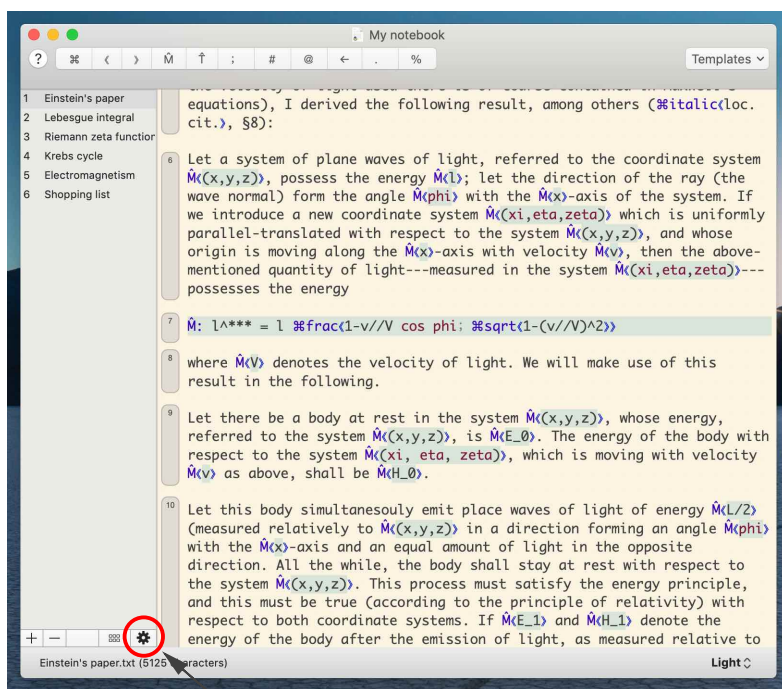 My notebook
? ⌘ ‹ › M̂ T̂ ; # @ ← . % Templates
1 Einstein's paper
2 Lebesgue integral
3 Riemann zeta function
4 Krebs cycle
5 Electromagnetism
6 Shopping list
equations), I derived the following result, among others (⌘italic‹loc.
cit.›, §8):
6 Let a system of plane waves of light, referred to the coordinate system
M̂‹(x,y,z)›, possess the energy M̂‹l›; let the direction of the ray (the
wave normal) form the angle M̂‹phi› with the M̂‹x›-axis of the system. If
we introduce a new coordinate system M̂‹(xi,eta,zeta)› which is uniformly
parallel-translated with respect to the system M̂‹(x,y,z)›, and whose
origin is moving along the M̂‹x›-axis with velocity M̂‹v›, then the above-
mentioned quantity of light---measured in the system M̂‹(xi,eta,zeta)›---
possesses the energy
7 M̂: l^*** = l ⌘frac‹1-v//V cos phi; ⌘sqrt‹1-(v//V)^2››
8 where M̂‹V› denotes the velocity of light. We will make use of this
result in the following.
9 Let there be a body at rest in the system M̂‹(x,y,z)›, whose energy,
referred to the system M̂‹(x,y,z)›, is M̂‹E_0›. The energy of the body with
respect to the system M̂‹(xi, eta, zeta)›, which is moving with velocity
M̂‹v› as above, shall be M̂‹H_0›.
10 Let this body simultanesouly emit place waves of light of energy M̂‹L/2›
(measured relatively to M̂‹(x,y,z)› in a direction forming an angle M̂‹phi›
with the M̂‹x›-axis and an equal amount of light in the opposite
direction. All the while, the body shall stay at rest with respect to
the system M̂‹(x,y,z)›. This process must satisfy the energy principle,
and this must be true (according to the principle of relativity) with
respect to both coordinate systems. If M̂‹E_1› and M̂‹H_1› denote the
energy of the body after the emission of light, as measured relative to
Einstein's paper.txt (5125 Light